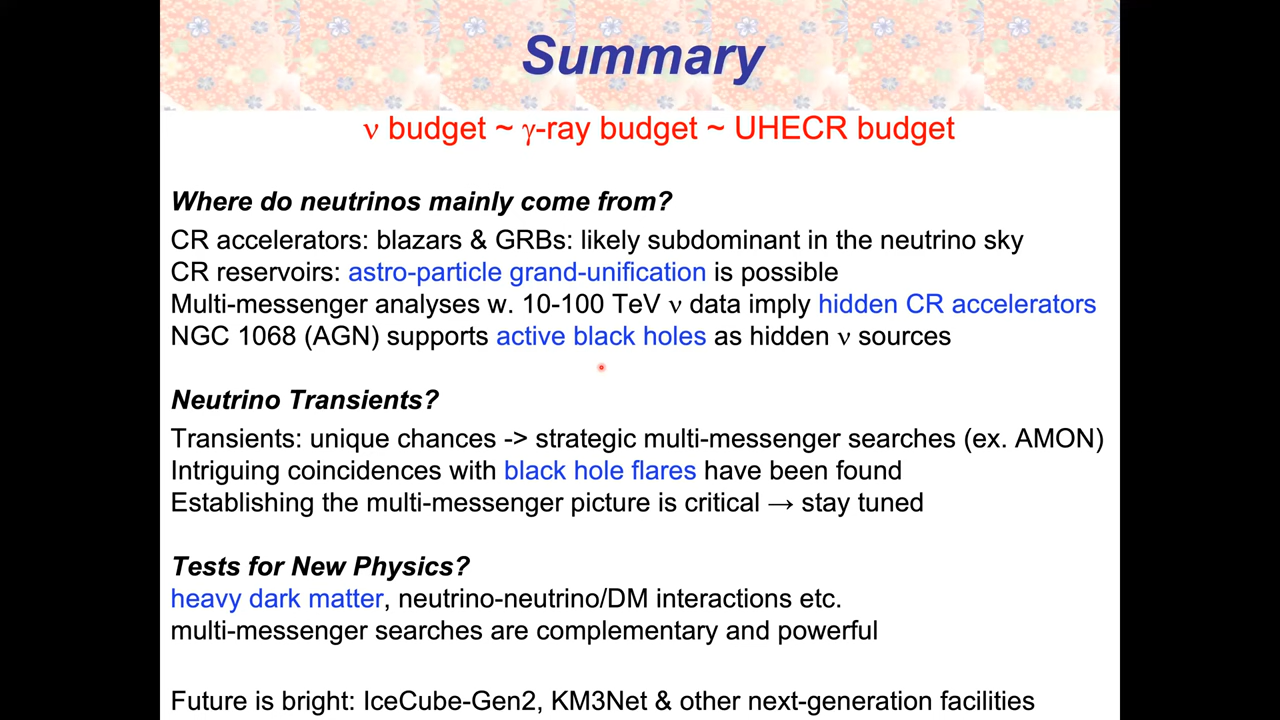 Summary
ν budget ~ γ-ray budget ~ UHECR budget
Where do neutrinos mainly come from?
CR accelerators: blazars & GRBs: likely subdominant in the neutrino sky
CR reservoirs: astro-particle grand-unification is possible
Multi-messenger analyses w. 10-100 TeV ν data imply hidden CR accelerators
NGC 1068 (AGN) supports active black holes as hidden ν sources
Neutrino Transients?
Transients: unique chances -> strategic multi-messenger searches (ex. AMON)
Intriguing coincidences with black hole flares have been found
Establishing the multi-messenger picture is critical → stay tuned
Tests for New Physics?
heavy dark matter, neutrino-neutrino/DM interactions etc.
multi-messenger searches are complementary and powerful
Future is bright: IceCube-Gen2, KM3Net & other next-generation facilities